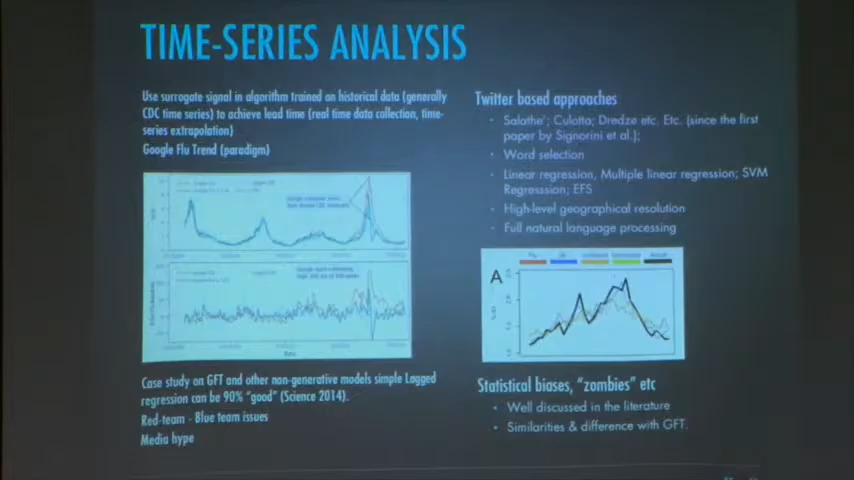 TIME-SERIES ANALYSIS
Use surrogate signal in algorithm trained on historical data (generally
CDC time series) to achieve lead time (real time data collection, time-
series extrapolation)
Google Flu Trend (paradigm)
Case study on GFT and other non-generative models simple Lagged
regression can be 90% "good" (Science 2014).
Red-team - Blue team issues
Media hype
Twitter based approaches
• Salathe'; Culotta; Dredze etc. Etc. (since the first
paper by Signorini et al.);
• Word selection
• Linear regression, Multiple linear regression; SVM
Regresssion; EFS
• High-level geographical resolution
• Full natural language processing
A
Statistical biases, "zombies" etc
• Well discussed in the literature
• Similarities & difference with GFT.